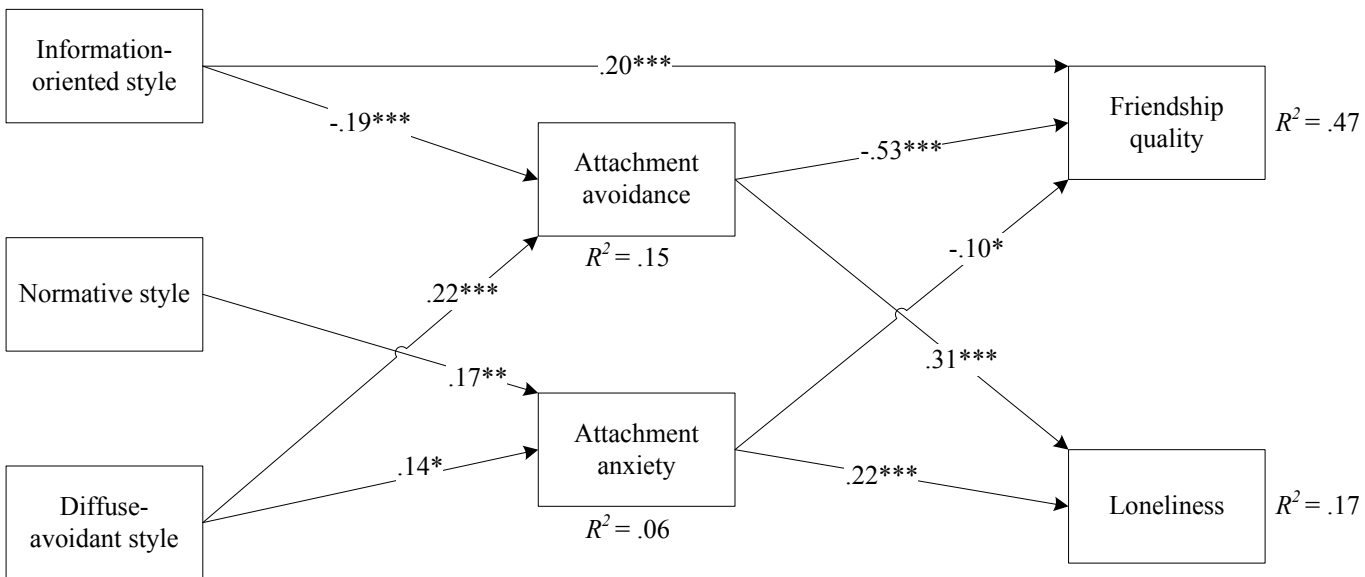 Information-
oriented style
.20***
Friendship
quality
R² = .47
-.19***
Attachment
avoidance
R² = .15
-.53***
Normative style
.22***
-.10*
.17**
.31***
Attachment
anxiety
R² = .06
Diffuse-
avoidant style
.14*
.22***
Loneliness
R² = .17